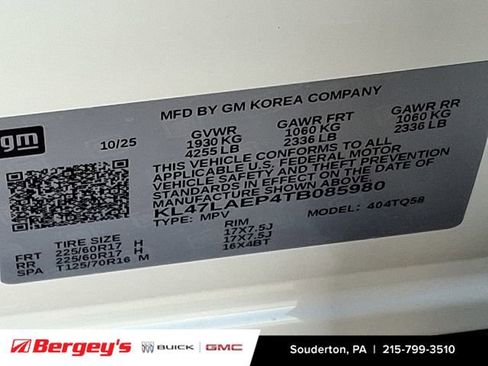 gm
MFD BY GM KOREA COMPANY
10/25 GVWR GAWR FRT GAWR RR
1930 KG 1060 KG 1060 KG
4255 LB 2336 LB 2336 LB
THIS VEHICLE CONFORMS TO ALL
APPLICABLE U.S. FEDERAL MOTOR
VEHICLE SAFETY AND THEFT PREVENTION
STANDARDS IN EFFECT ON THE DATE OF
MANUFACTURE SHOWN ABOVE
KL47LAEP4TB085980
TYPE: MPV MODEL: 404TQ58
TIRE SIZE RIM
FRT 225/60R17 H 17X7.5J
RR 225/60R17 H 17X7.5J
SPA T125/70R16 M 16X4BT
Bergey's BUICK GMC Souderton, PA | 215-799-3510